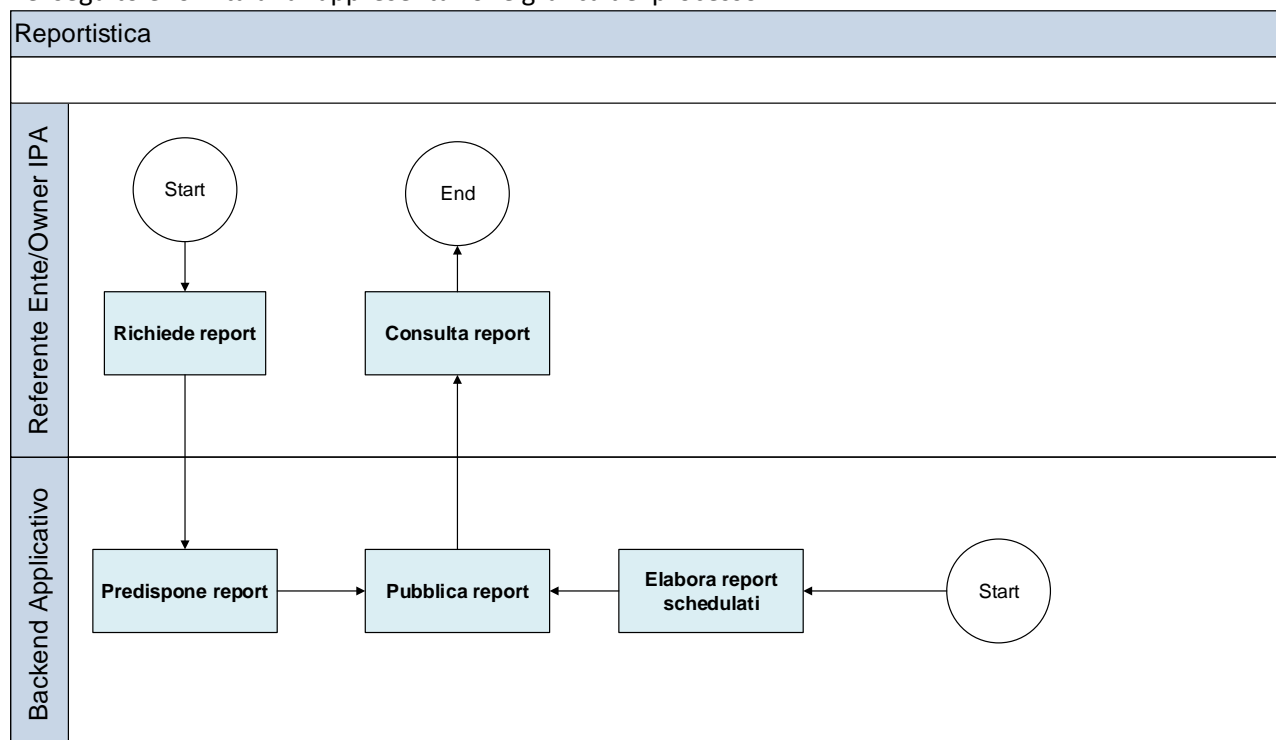 Reportistica
Referente Ente/Owner IPA
Start
End
Richiede report
Consulta report
Backend Applicativo
Predispone report
Pubblica report
Elabora report
schedulati
Start